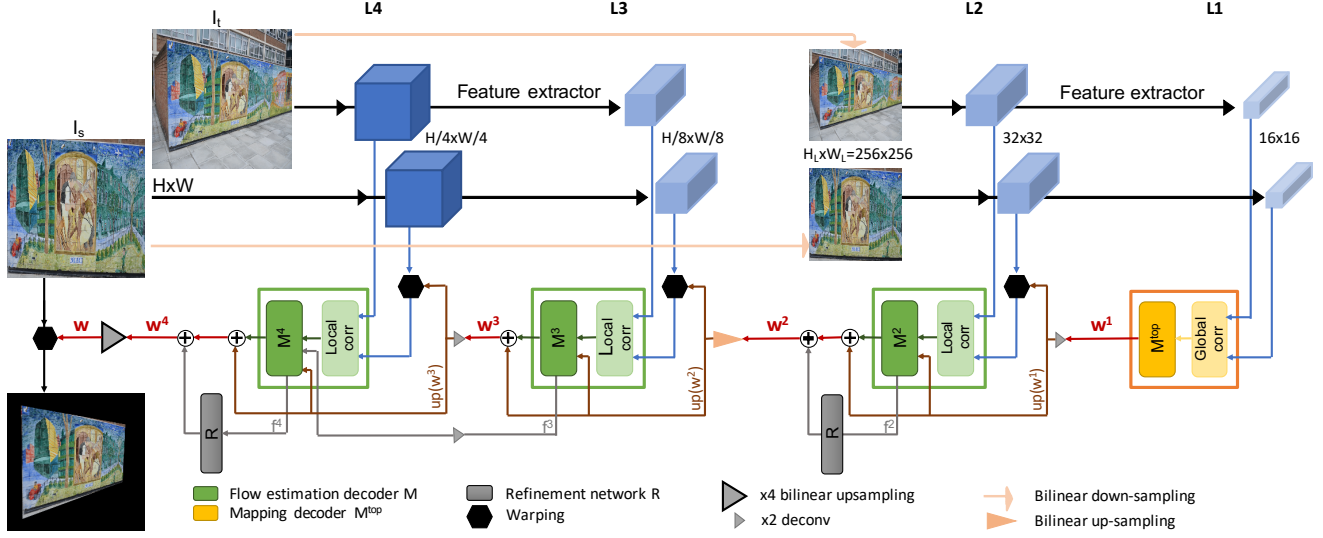 L4
L3
L2
L1
I_t
Feature extractor
Feature extractor
H/4xW/4
H/8xW/8
32x32
16x16
I_s
H_LxW_L=256x256
HxW
w
w^4
M^4
Local corr
w^3
M^3
Local corr
w^2
M^2
Local corr
w^1
M^top
Global corr
up(w^3)
up(w^2)
up(w^1)
R
f^4
f^3
R
f^2
Flow estimation decoder M
Mapping decoder M^top
Refinement network R
Warping
x4 bilinear upsampling
x2 deconv
Bilinear down-sampling
Bilinear up-sampling